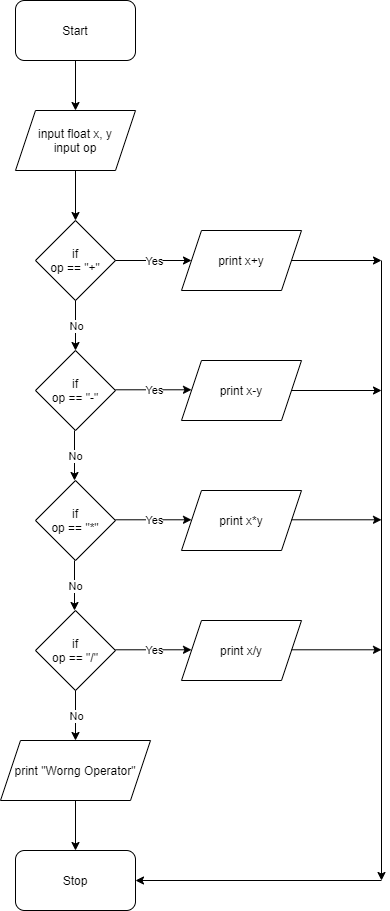 Start
input float x, y
input op
if
op == "+"
Yes
print x+y
No
if
op == "-"
Yes
print x-y
No
if
op == "*"
Yes
print x*y
No
if
op == "/"
Yes
print x/y
No
print "Worng Operator"
Stop